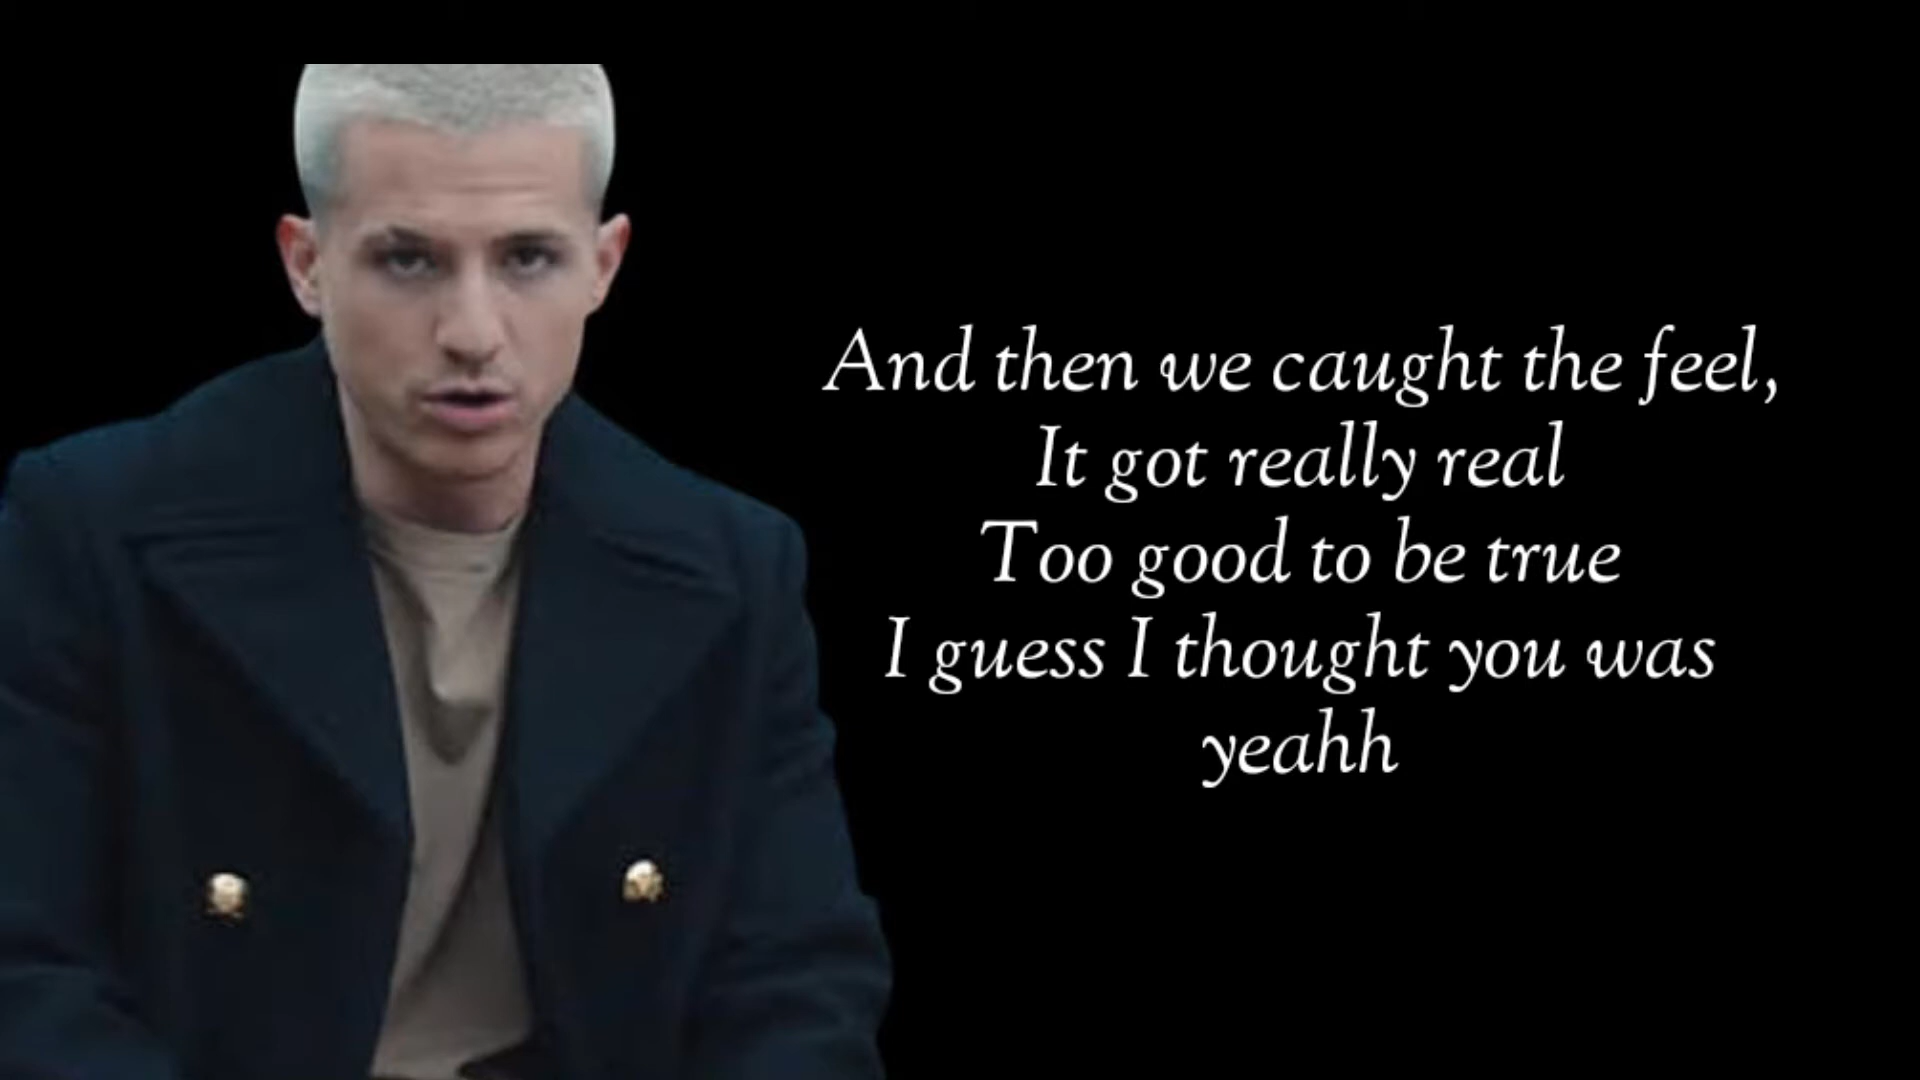 And then we caught the feel,
It got really real
Too good to be true
I guess I thought you was
yeahh